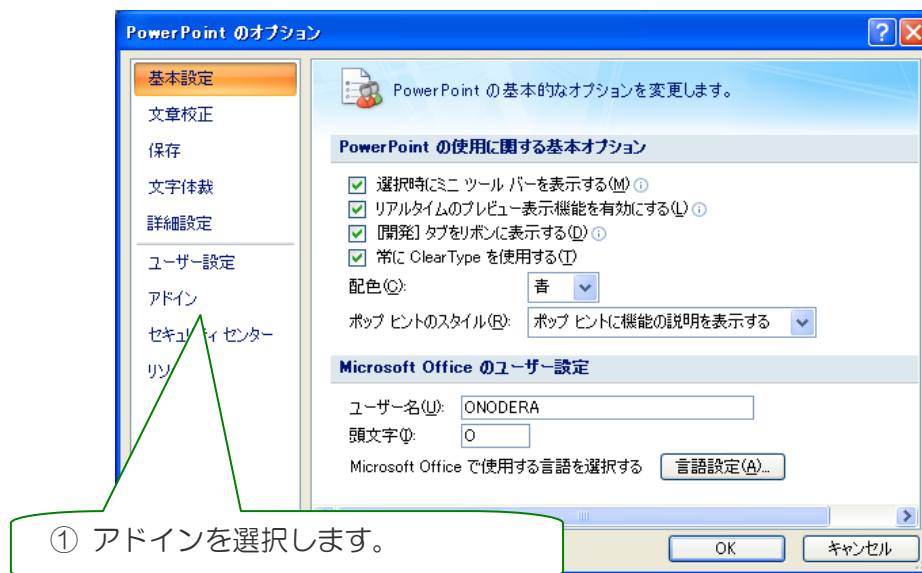 PowerPoint のオプション
基本設定
文章校正
保存
文字体裁
詳細設定
ユーザー設定
アドイン
セキュリティ センター
リソ
PowerPoint の基本的なオプションを変更します。
PowerPoint の使用に関する基本オプション
選択時にミニ ツール バーを表示する(M)
リアルタイムのプレビュー表示機能を有効にする(L)
[開発] タブをリボンに表示する(D)
常に ClearType を使用する(T)
配色(C): 青
ポップ ヒントのスタイル(R): ポップ ヒントに機能の説明を表示する
Microsoft Office のユーザー設定
ユーザー名(U): ONODERA
頭文字(I): O
Microsoft Office で使用する言語を選択する 言語設定(A)...
① アドインを選択します。
OK キャンセル